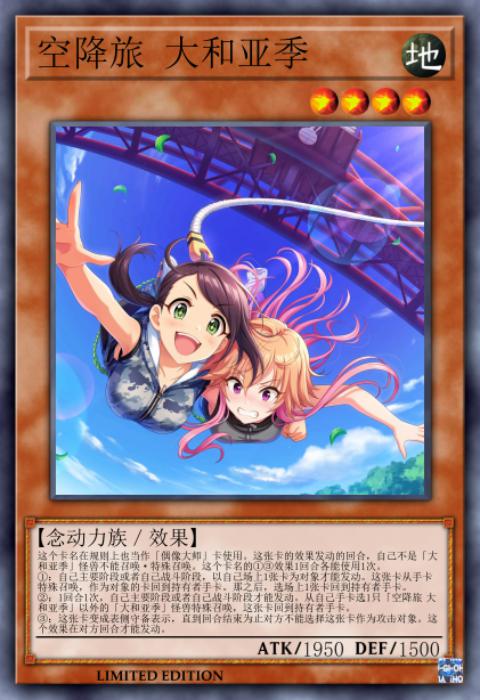 空降旅 大和亚季
地
【念动力族 / 效果】
这个卡名在规则上也当作「偶像大师」卡使用。这张卡的效果发动的回合，自己不是「大
和亚季」怪兽不能召唤·特殊召唤。这个卡名的①③效果1回合各能使用1次。
①：自己主要阶段或者自己战斗阶段，以自己场上1张卡为对象才能发动。这张卡从手卡
特殊召唤，作为对象的卡回到持有者手卡。那之后，选场上1张卡回到持有者手卡。
②：1回合1次，自己主要阶段或者自己战斗阶段才能发动。从自己手卡选1只「空降旅 大
和亚季」以外的「大和亚季」怪兽特殊召唤，这张卡回到持有者手卡。
③：这张卡变成表侧守备表示，直到回合结束为止对方不能选择这张卡作为攻击对象。这
个效果在对方回合才能发动。
ATK/1950 DEF/1500
LIMITED EDITION